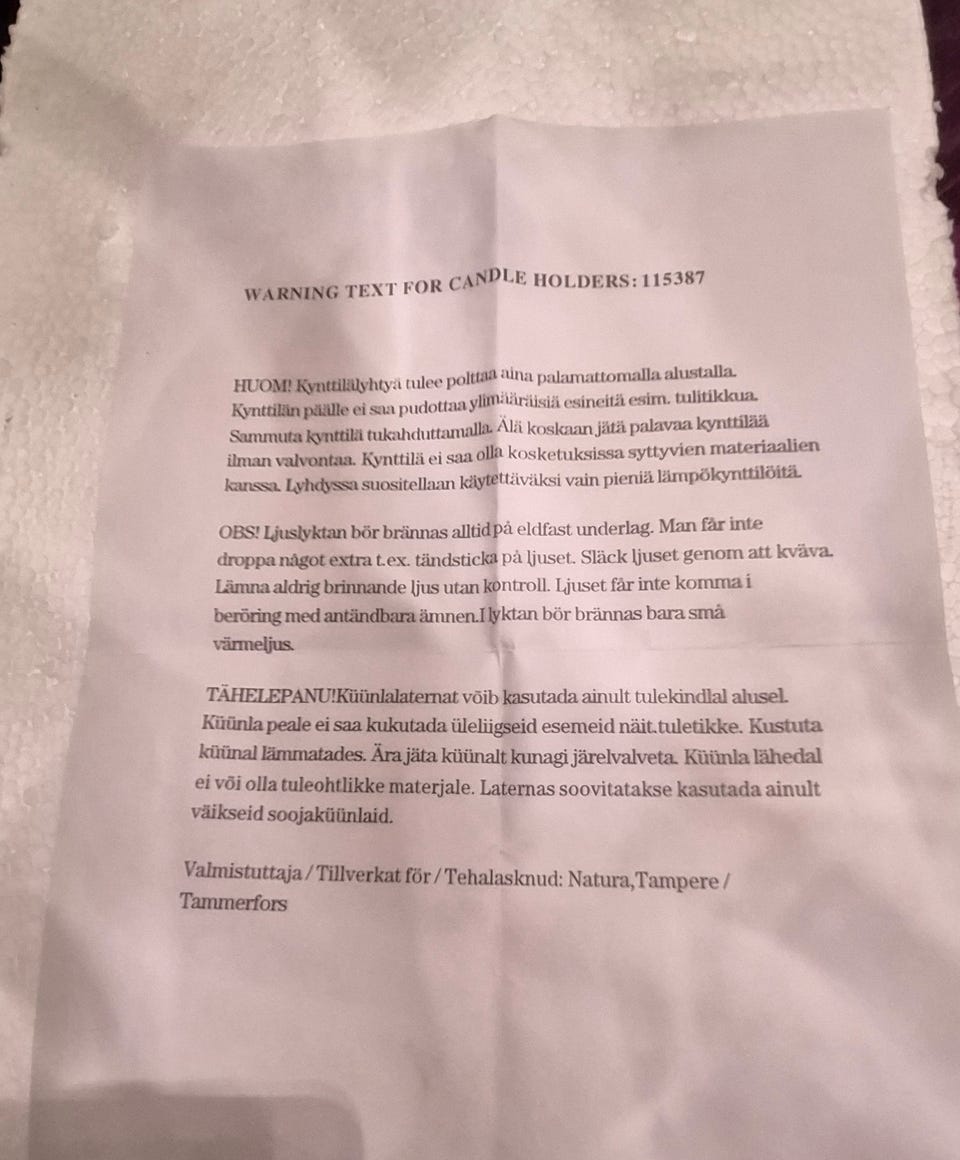 WARNING TEXT FOR CANDLE HOLDERS: 115387
HUOM! Kynttilälyhtyä tulee polttaa aina palamattomalla alustalla.
Kynttilän päälle ei saa pudottaa ylimääräisiä esineitä esim. tulitikkua.
Sammuta kynttilä tukahduttamalla. Älä koskaan jätä palavaa kynttilää
ilman valvontaa. Kynttilä ei saa olla kosketuksissa syttyvien materiaalien
kanssa. Lyhdyssa suositellaan käytettäväksi vain pieniä lämpökynttilöitä.
OBS! Ljuslyktan bör brännas alltid på eldfast underlag. Man får inte
droppa något extra t.ex. tändsticka på ljuset. Släck ljuset genom att kväva.
Lämna aldrig brinnande ljus utan kontroll. Ljuset får inte komma i
beröring med antändbara ämnen.I lyktan bör brännas bara små
värmeljus.
TÄHELEPANU!Küünlalaternat võib kasutada ainult tulekindlal alusel.
Küünla peale ei saa kukutada üleliigseid esemeid näit.tuletikke. Kustuta
küünal lämmatades. Ära jäta küünalt kunagi järelvalveta. Küünla lähedal
ei või olla tuleohtlikke materjale. Laternas soovitatakse kasutada ainult
väikseid soojaküünlaid.
Valmistuttaja / Tillverkat för / Tehalasknud: Natura,Tampere /
Tammerfors